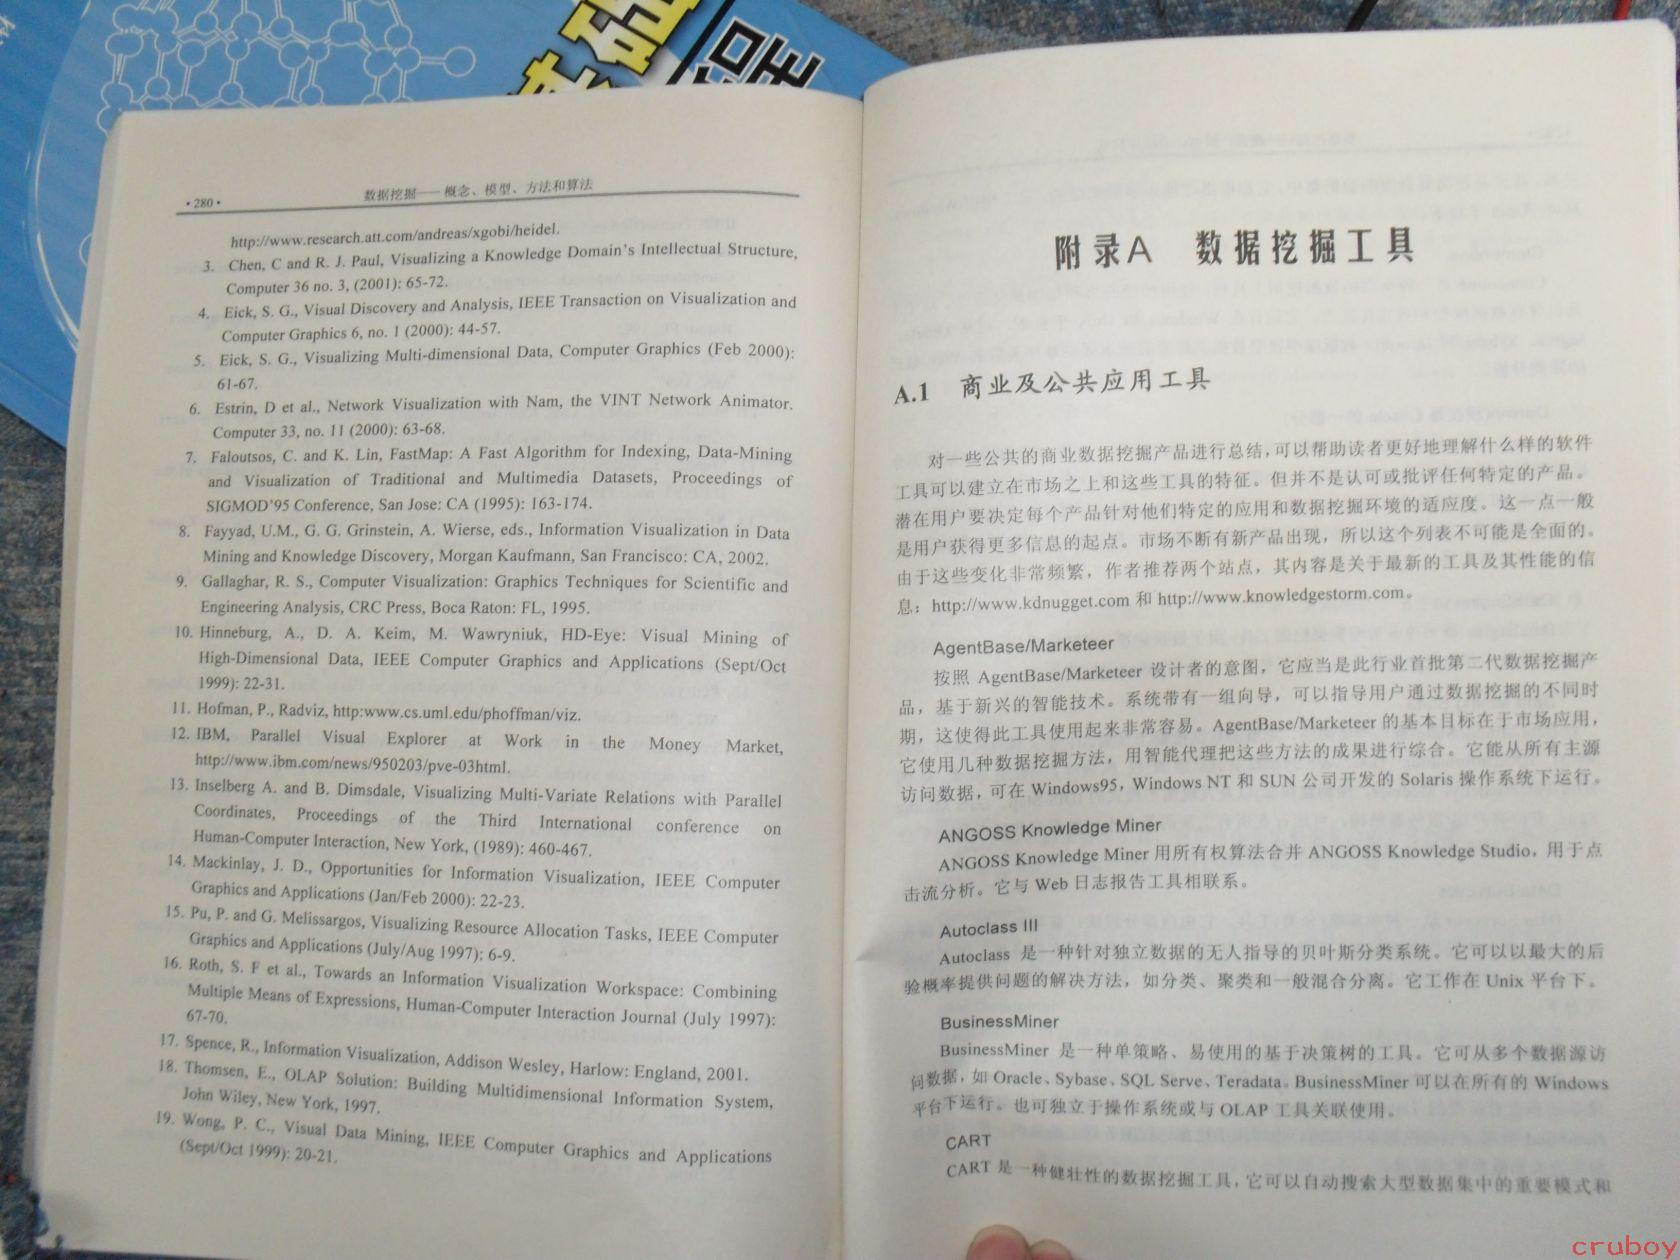 基础
·280·
数据挖掘——概念、模型、方法和算法
http://www.research.att.com/andreas/xgobi/heidel.
3. Chen, C and R. J. Paul, Visualizing a Knowledge Domain's Intellectual Structure,
Computer 36 no. 3, (2001): 65-72.
4. Eick, S. G., Visual Discovery and Analysis, IEEE Transaction on Visualization and
Computer Graphics 6, no. 1 (2000): 44-57.
5. Eick, S. G., Visualizing Multi-dimensional Data, Computer Graphics (Feb 2000):
61-67.
6. Estrin, D et al., Network Visualization with Nam, the VINT Network Animator.
Computer 33, no. 11 (2000): 63-68.
7. Faloutsos, C. and K. Lin, FastMap: A Fast Algorithm for Indexing, Data-Mining
and Visualization of Traditional and Multimedia Datasets, Proceedings of
SIGMOD'95 Conference, San Jose: CA (1995): 163-174.
8. Fayyad, U.M., G. G. Grinstein, A. Wierse, eds., Information Visualization in Data
Mining and Knowledge Discovery, Morgan Kaufmann, San Francisco: CA, 2002.
9. Gallaghar, R. S., Computer Visualization: Graphics Techniques for Scientific and
Engineering Analysis, CRC Press, Boca Raton: FL, 1995.
10. Hinneburg, A., D. A. Keim, M. Wawryniuk, HD-Eye: Visual Mining of
High-Dimensional Data, IEEE Computer Graphics and Applications (Sept/Oct
1999): 22-31.
11. Hofman, P., Radviz, http:www.cs.uml.edu/phoffman/viz.
12. IBM, Parallel Visual Explorer at Work in the Money Market,
http://www.ibm.com/news/950203/pve-03html.
13. Inselberg A. and B. Dimsdale, Visualizing Multi-Variate Relations with Parallel
Coordinates, Proceedings of the Third International conference on
Human-Computer Interaction, New York, (1989): 460-467.
14. Mackinlay, J. D., Opportunities for Information Visualization, IEEE Computer
Graphics and Applications (Jan/Feb 2000): 22-23.
15. Pu, P. and G. Melissargos, Visualizing Resource Allocation Tasks, IEEE Computer
Graphics and Applications (July/Aug 1997): 6-9.
16. Roth, S. F et al., Towards an Information Visualization Workspace: Combining
Multiple Means of Expressions, Human-Computer Interaction Journal (July 1997):
67-70.
17. Spence, R., Information Visualization, Addison Wesley, Harlow: England, 2001.
18. Thomsen, E., OLAP Solution: Building Multidimensional Information System,
John Wiley, New York, 1997.
19. Wong, P. C., Visual Data Mining, IEEE Computer Graphics and Applications
(Sept/Oct 1999): 20-21.
附录A 数据挖掘工具
A.1 商业及公共应用工具
对一些公共的商业数据挖掘产品进行总结,可以帮助读者更好地理解什么样的软件
工具可以建立在市场之上和这些工具的特征。但并不是认可或批评任何特定的产品。
潜在用户要决定每个产品针对他们特定的应用和数据挖掘环境的适应度。这一点一般
是用户获得更多信息的起点。市场不断有新产品出现，所以这个列表不可能是全面的。
由于这些变化非常频繁，作者推荐两个站点，其内容是关于最新的工具及其性能的信
息：http://www.kdnugget.com 和 http://www.knowledgestorm.com。
AgentBase/Marketeer
按照 AgentBase/Marketeer 设计者的意图，它应当是此行业首批第二代数据挖掘产
品，基于新兴的智能技术。系统带有一组向导，可以指导用户通过数据挖掘的不同时
期，这使得此工具使用起来非常容易。AgentBase/Marketeer 的基本目标在于市场应用，
它使用几种数据挖掘方法，用智能代理把这些方法的成果进行综合。它能从所有主源
访问数据，可在 Windows95，Windows NT 和 SUN 公司开发的 Solaris 操作系统下运行。
ANGOSS Knowledge Miner
ANGOSS Knowledge Miner 用所有权算法合并 ANGOSS Knowledge Studio，用于点
击流分析。它与 Web 日志报告工具相联系。
Autoclass III
Autoclass 是一种针对独立数据的无人指导的贝叶斯分类系统。它可以以最大的后
验概率提供问题的解决方法，如分类、聚类和一般混合分离。它工作在 Unix 平台下。
BusinessMiner
BusinessMiner 是一种单策略、易使用的基于决策树的工具。它可从多个数据源访
问数据，如 Oracle、Sybase、SQL Serve、Teradata。BusinessMiner 可以在所有的 Windows
平台下运行。也可独立于操作系统或与 OLAP 工具关联使用。
CART
CART 是一种健壮性的数据挖掘工具，它可以自动搜索大型数据集中的重要模式和
cruboy